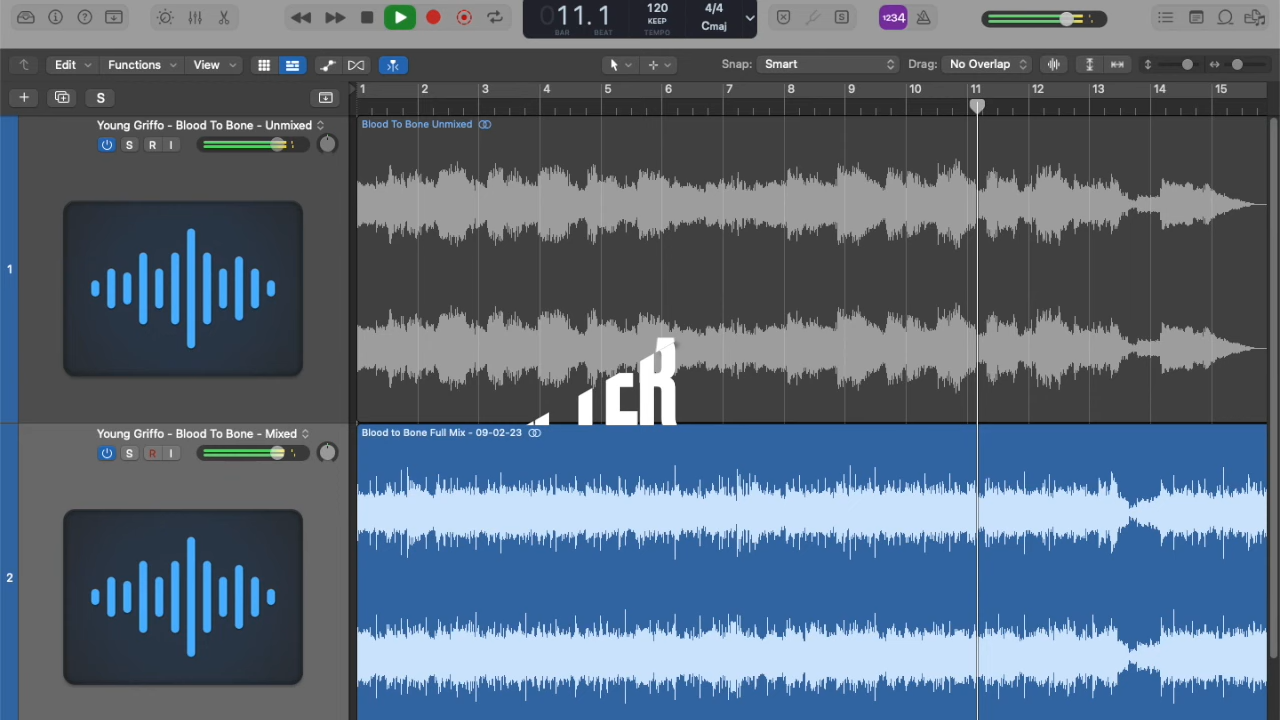 11.1
BAR BEAT
120
KEEP
TEMPO
4/4
Cmaj
S
1234
Edit
Functions
View
Snap: Smart
Drag: No Overlap
S
1 2 3 4 5 6 7 8 9 10 11 12 13 14 15
Young Griffo - Blood To Bone - Unmixed
S R I
Blood To Bone Unmixed
1
Young Griffo - Blood To Bone - Mixed
S R I
Blood to Bone Full Mix - 09-02-23
2